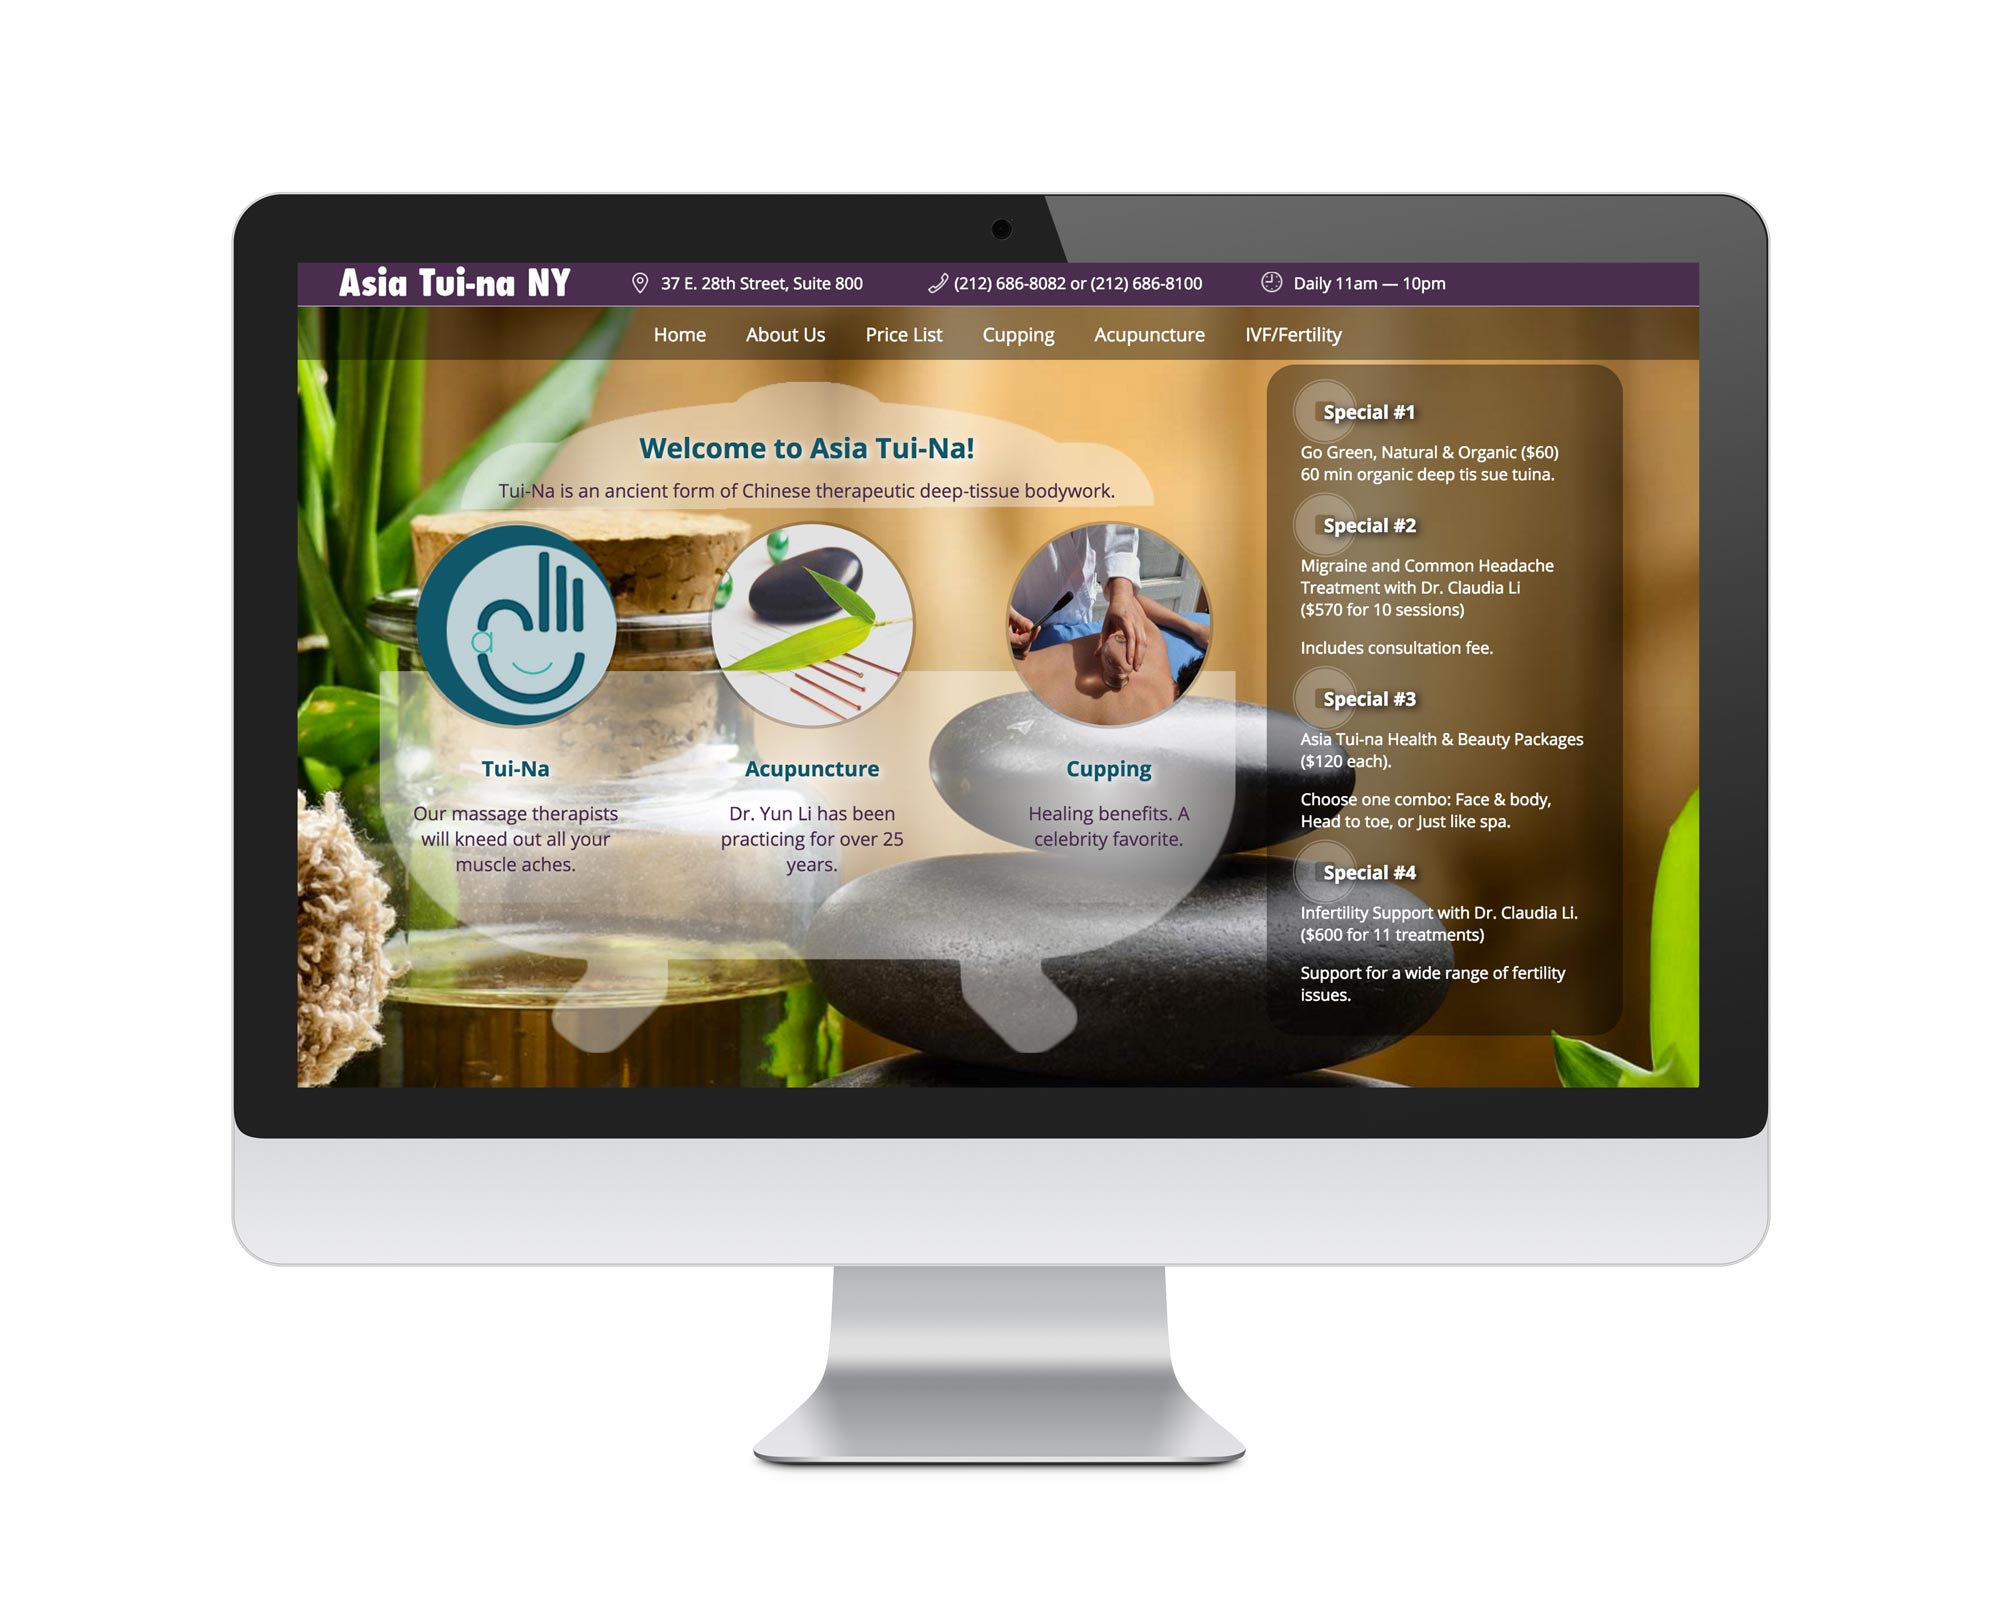 Asia Tui-na NY
37 E. 28th Street, Suite 800
(212) 686-8082 or (212) 686-8100
Daily 11am — 10pm
Home About Us Price List Cupping Acupuncture IVF/Fertility
Welcome to Asia Tui-Na!
Tui-Na is an ancient form of Chinese therapeutic deep-tissue bodywork.
a
Tui-Na
Our massage therapists
will kneed out all your
muscle aches.
Acupuncture
Dr. Yun Li has been
practicing for over 25
years.
Cupping
Healing benefits. A
celebrity favorite.
Special #1
Go Green, Natural & Organic ($60)
60 min organic deep tis sue tuina.
Special #2
Migraine and Common Headache
Treatment with Dr. Claudia Li
($570 for 10 sessions)
Includes consultation fee.
Special #3
Asia Tui-na Health & Beauty Packages
($120 each).
Choose one combo: Face & body,
Head to toe, or Just like spa.
Special #4
Infertility Support with Dr. Claudia Li.
($600 for 11 treatments)
Support for a wide range of fertility
issues.